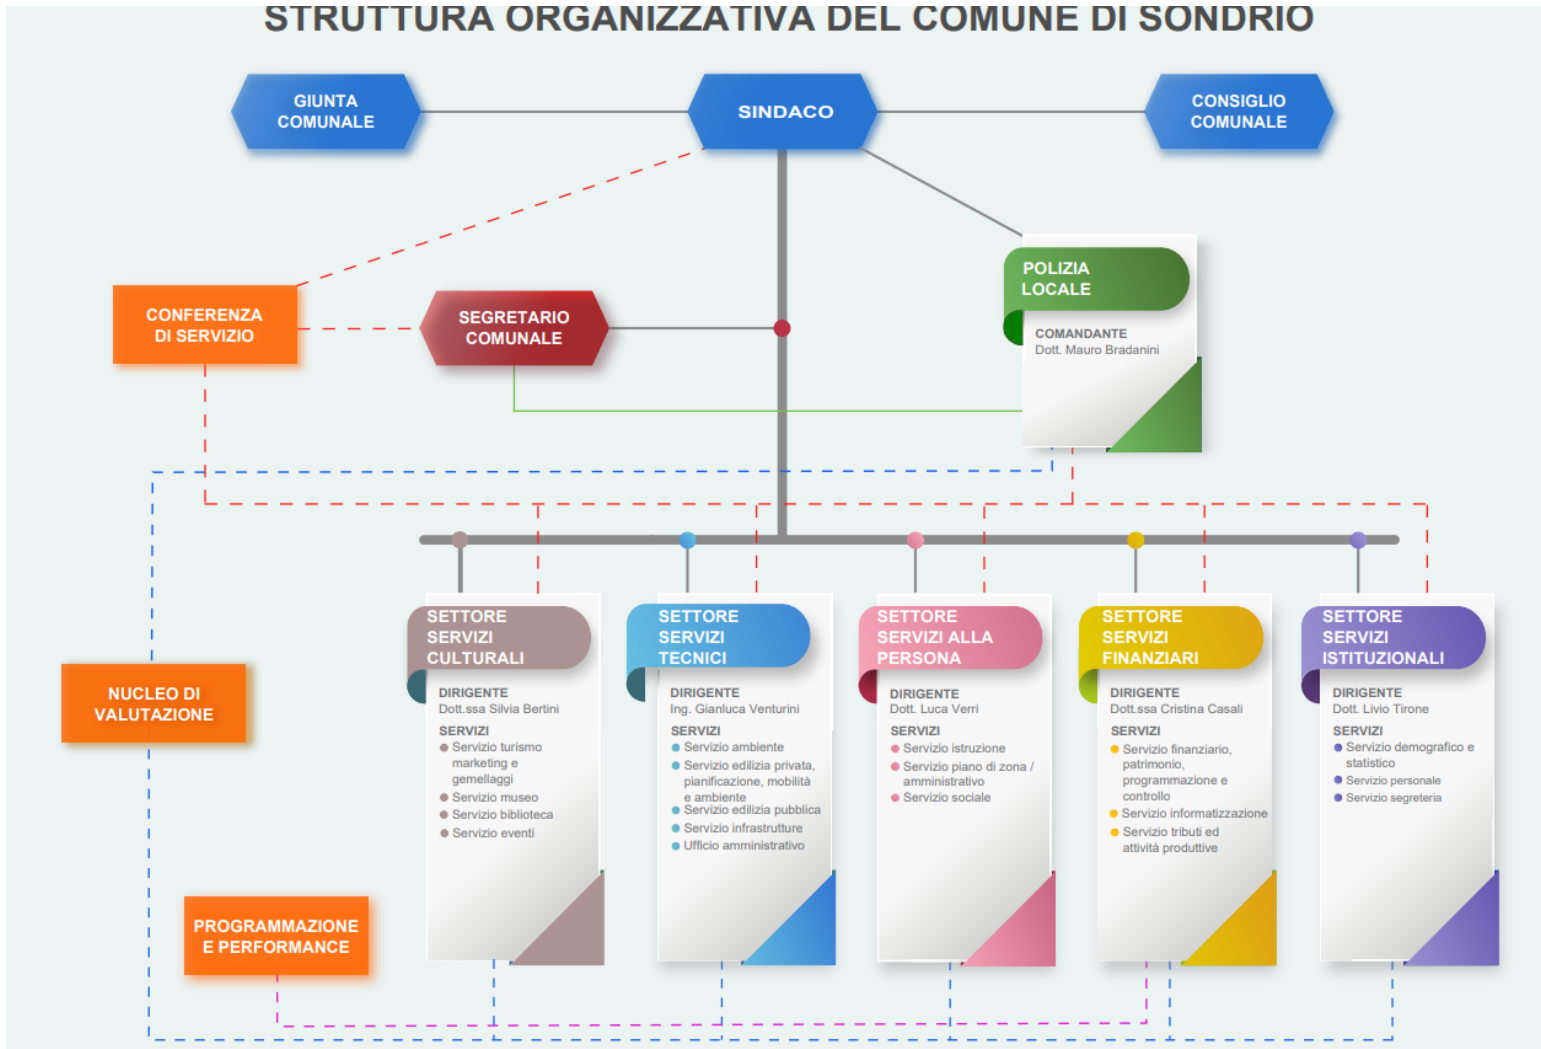 STRUTTURA ORGANIZZATIVA DEL COMUNE DI SONDRIO
GIUNTA
COMUNALE
SINDACO
CONSIGLIO
COMUNALE
POLIZIA
LOCALE
COMANDANTE
Dott. Mauro Bradanini
CONFERENZA
DI SERVIZIO
SEGRETARIO
COMUNALE
SETTORE
SERVIZI
CULTURALI
DIRIGENTE
Dott.ssa Silvia Bertini
SERVIZI
Servizio turismo
marketing e
gemellaggi
Servizio museo
Servizio biblioteca
Servizio eventi
SETTORE
SERVIZI
TECNICI
DIRIGENTE
Ing. Gianluca Venturini
SERVIZI
Servizio ambiente
Servizio edilizia privata,
pianificazione, mobilità
e ambiente
Servizio edilizia pubblica
Servizio infrastrutture
Ufficio amministrativo
SETTORE
SERVIZI ALLA
PERSONA
DIRIGENTE
Dott. Luca Verri
SERVIZI
Servizio istruzione
Servizio piano di zona /
amministrativo
Servizio sociale
SETTORE
SERVIZI
FINANZIARI
DIRIGENTE
Dott.ssa Cristina Casali
SERVIZI
Servizio finanziario,
patrimonio,
programmazione e
controllo
Servizio informatizzazione
Servizio tributi ed
attività produttive
SETTORE
SERVIZI
ISTITUZIONALI
DIRIGENTE
Dott. Livio Tirone
SERVIZI
Servizio demografico e
statistico
Servizio personale
Servizio segreteria
NUCLEO DI
VALUTAZIONE
PROGRAMMAZIONE
E PERFORMANCE